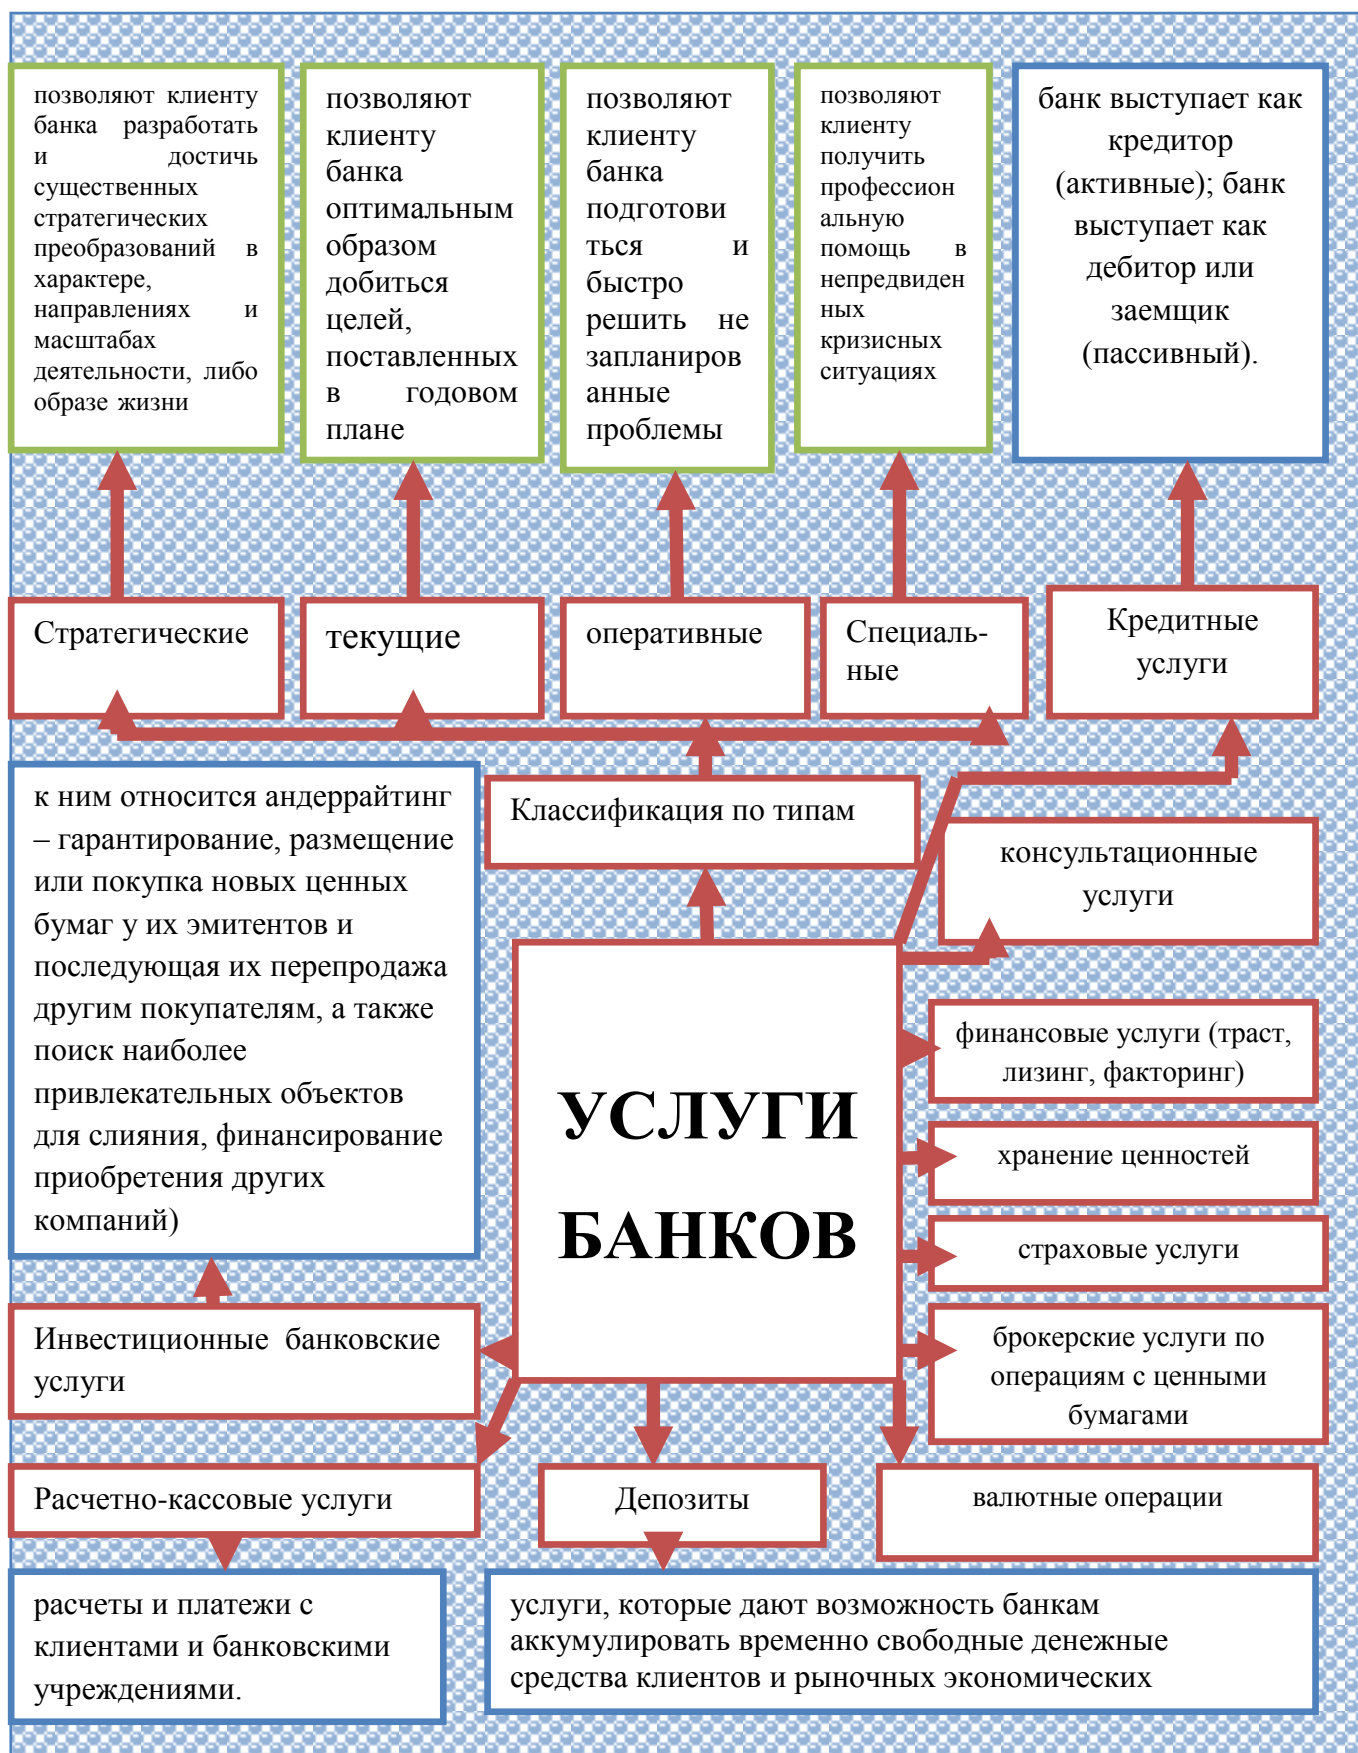 позволяют клиенту
банка разработать
и достичь
существенных
стратегических
преобразований в
характере,
направлениях и
масштабах
деятельности, либо
образе жизни
позволяют
клиенту
банка
оптимальным
образом
добиться
целей,
поставленных
в годовом
плане
позволяют
клиенту
банка
подготови
ться и
быстро
решить не
запланиров
анные
проблемы
позволяют
клиенту
получить
профессион
альную
помощь в
непредвиден
ных
кризисных
ситуациях
банк выступает как
кредитор
(активные); банк
выступает как
дебитор или
заемщик
(пассивный).
Стратегические
текущие
оперативные
Специаль-
ные
Кредитные
услуги
к ним относится андеррайтинг
– гарантирование, размещение
или покупка новых ценных
бумаг у их эмитентов и
последующая их перепродажа
другим покупателям, а также
поиск наиболее
привлекательных объектов
для слияния, финансирование
приобретения других
компаний)
Классификация по типам
консультационные
услуги
УСЛУГИ
БАНКОВ
финансовые услуги (траст,
лизинг, факторинг)
хранение ценностей
страховые услуги
брокерские услуги по
операциям с ценными
бумагами
Инвестиционные банковские
услуги
Расчетно-кассовые услуги
Депозиты
валютные операции
расчеты и платежи с
клиентами и банковскими
учреждениями.
услуги, которые дают возможность банкам
аккумулировать временно свободные денежные
средства клиентов и рыночных экономических